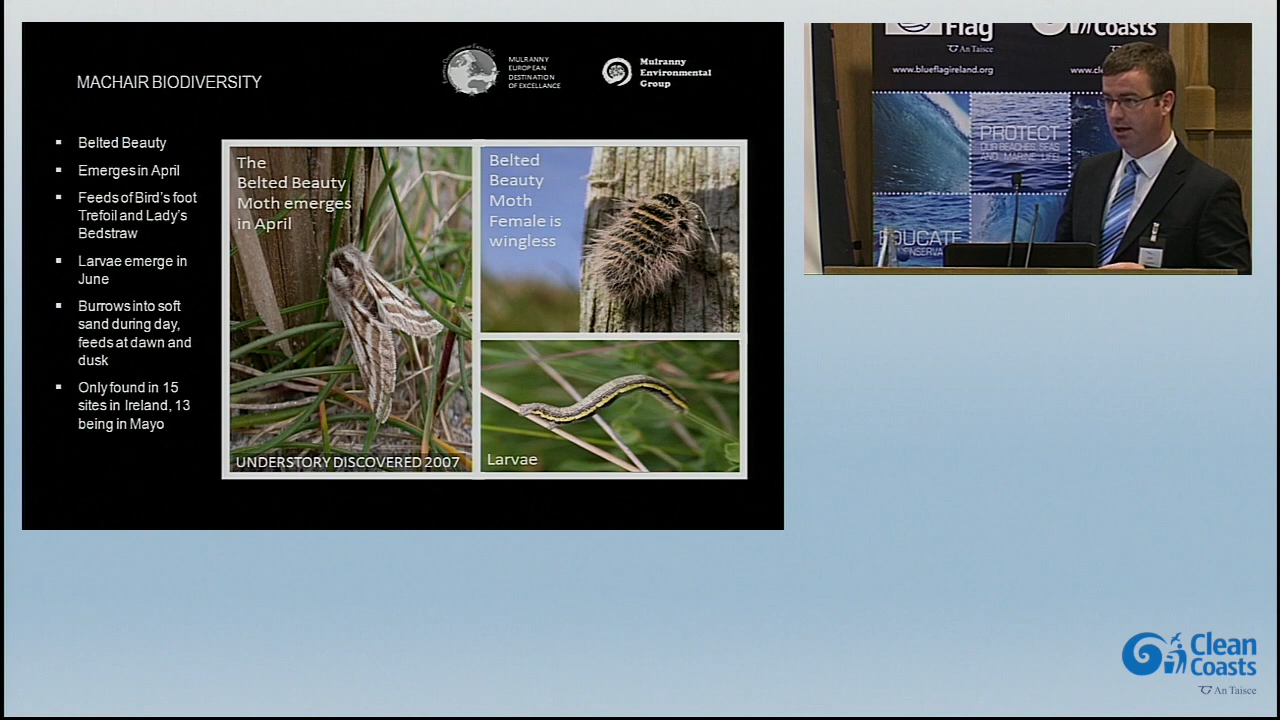 MACHAIR BIODIVERSITY
MULRANNY
EUROPEAN
DESTINATION
OF EXCELLENCE
Mulranny
Environmental
Group
▪ Belted Beauty
▪ Emerges in April
▪ Feeds of Bird's foot
Trefoil and Lady's
Bedstraw
▪ Larvae emerge in
June
▪ Burrows into soft
sand during day,
feeds at dawn and
dusk
▪ Only found in 15
sites in Ireland, 13
being in Mayo
The
Belted Beauty
Moth emerges
in April
UNDERSTORY DISCOVERED 2007
Belted
Beauty
Moth
Female is
wingless
Larvae
Flag
An Taisce
www.blueflagireland.org
Coasts
An Taisce
www.cle
PROTECT
OUR BEACHES, SEAS
AND MARINE LIFE!
EDUCATE
Clean
Coasts
An Taisce